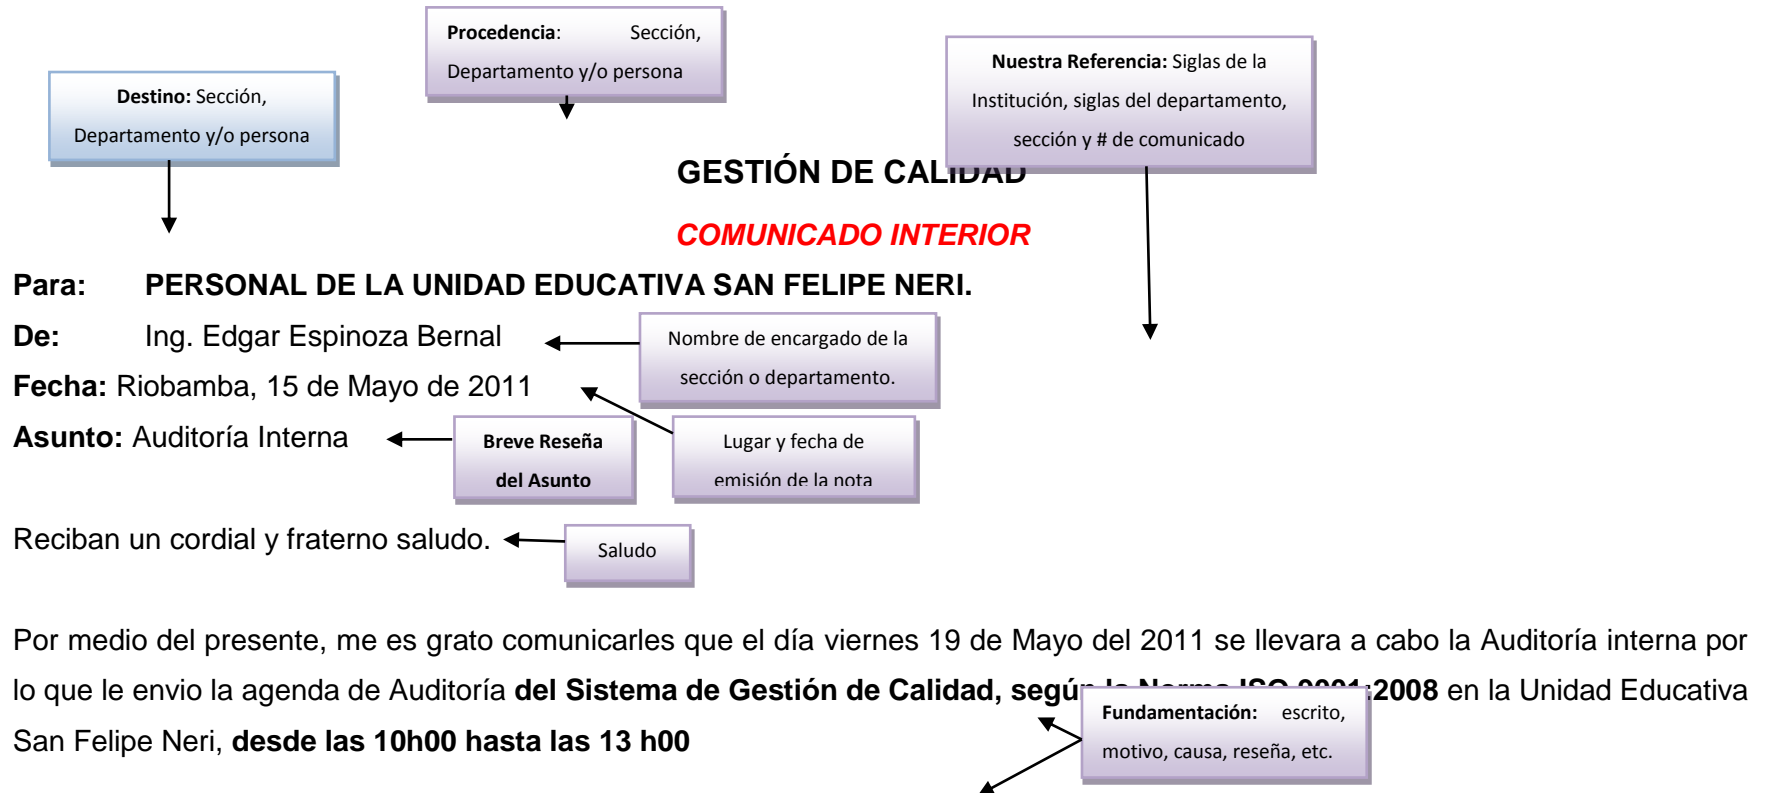 Procedencia: Sección,
Departamento y/o persona
Nuestra Referencia: Siglas de la
Institución, siglas del departamento,
sección y # de comunicado
Destino: Sección,
Departamento y/o persona
GESTIÓN DE CALIDAD
COMUNICADO INTERIOR
Para: PERSONAL DE LA UNIDAD EDUCATIVA SAN FELIPE NERI.
De: Ing. Edgar Espinoza Bernal
Nombre de encargado de la
sección o departamento.
Fecha: Riobamba, 15 de Mayo de 2011
Asunto: Auditoría Interna
Breve Reseña
del Asunto
Lugar y fecha de
emisión de la nota
Reciban un cordial y fraterno saludo.
Saludo
Por medio del presente, me es grato comunicarles que el día viernes 19 de Mayo del 2011 se llevara a cabo la Auditoría interna por
lo que le envio la agenda de Auditoría del Sistema de Gestión de Calidad, según la Norma ISO 9001:2008 en la Unidad Educativa
San Felipe Neri, desde las 10h00 hasta las 13 h00
Fundamentación: escrito,
motivo, causa, reseña, etc.